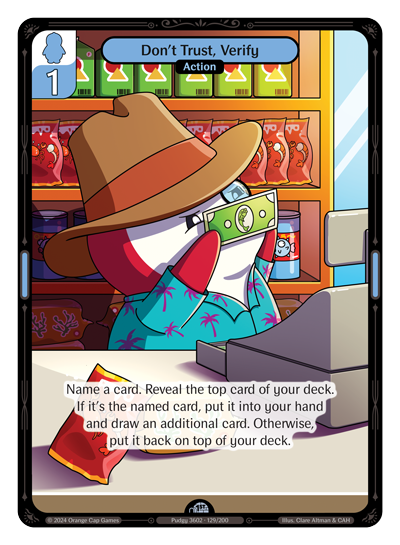 1
Don't Trust, Verify
Action
Name a card. Reveal the top card of your deck.
If it's the named card, put it into your hand
and draw an additional card. Otherwise,
put it back on top of your deck.
© 2024 Orange Cap Games
Pudgy 3602 · 129/200
Illus. Clare Altman & CAH